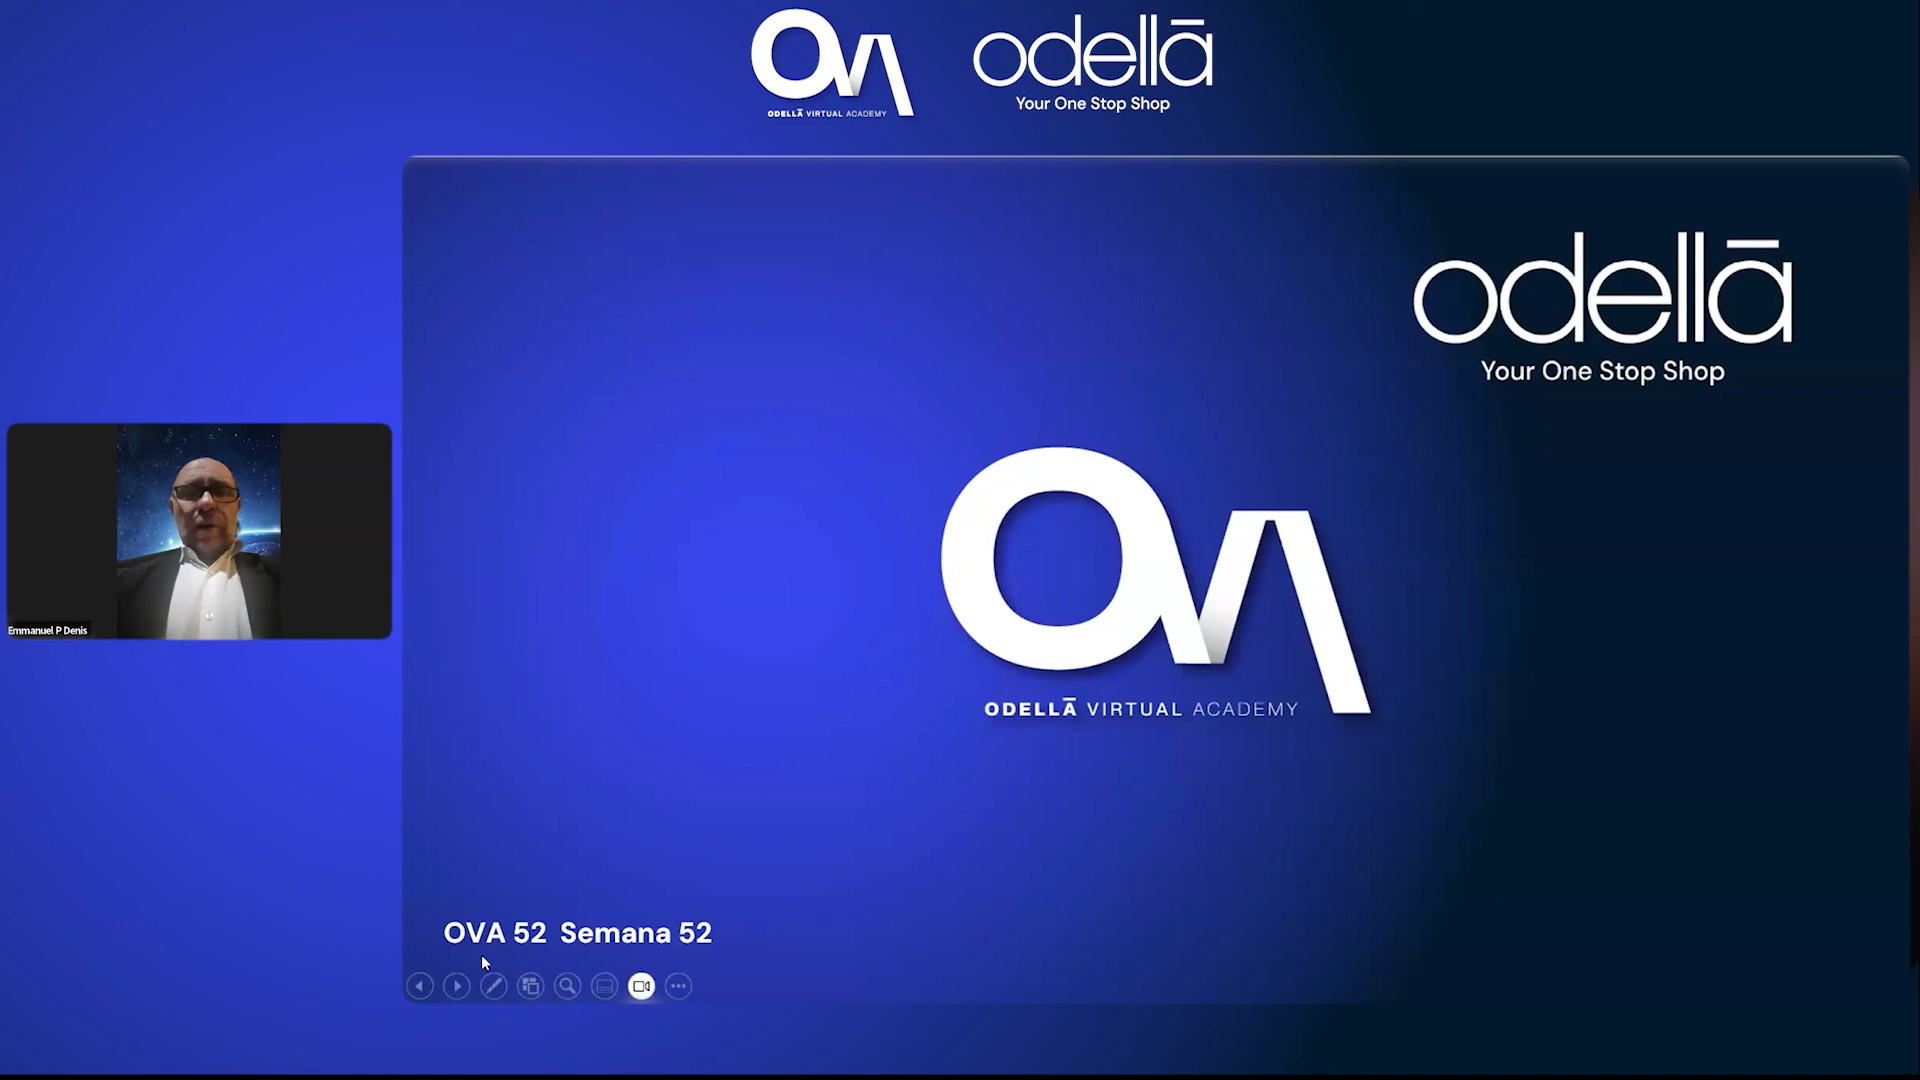 OVA
ODELLĀ VIRTUAL ACADEMY
odellā
Your One Stop Shop
odellā
Your One Stop Shop
OVA
ODELLĀ VIRTUAL ACADEMY
Emmanuel P Denis
OVA 52 Semana 52